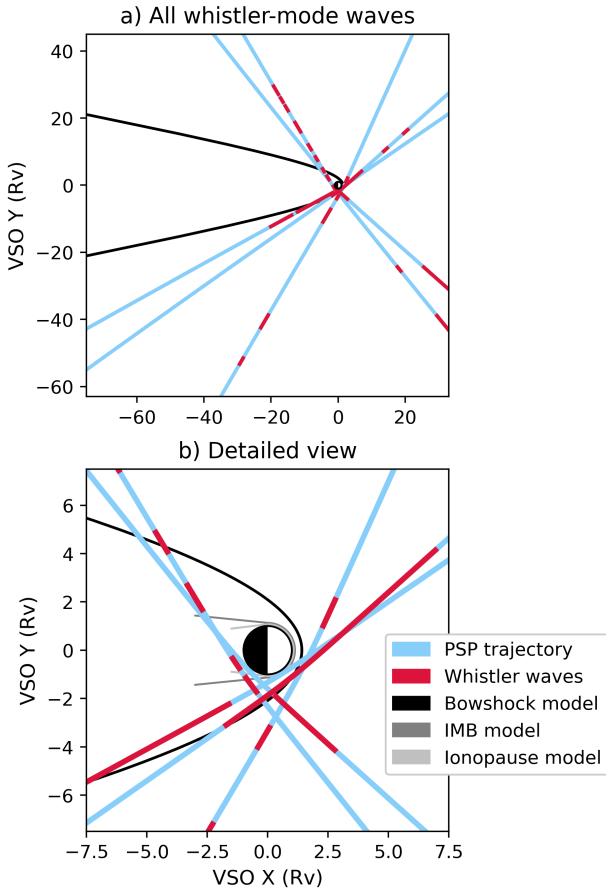 a) All whistler-mode waves
40
20
0
−20
−40
−60
VSO Y (Rv)
−60 −40 −20 0 20
b) Detailed view
6
4
2
0
−2
−4
−6
VSO Y (Rv)
PSP trajectory
Whistler waves
Bowshock model
IMB model
Ionopause model
−7.5 −5.0 −2.5 0.0 2.5 5.0 7.5
VSO X (Rv)